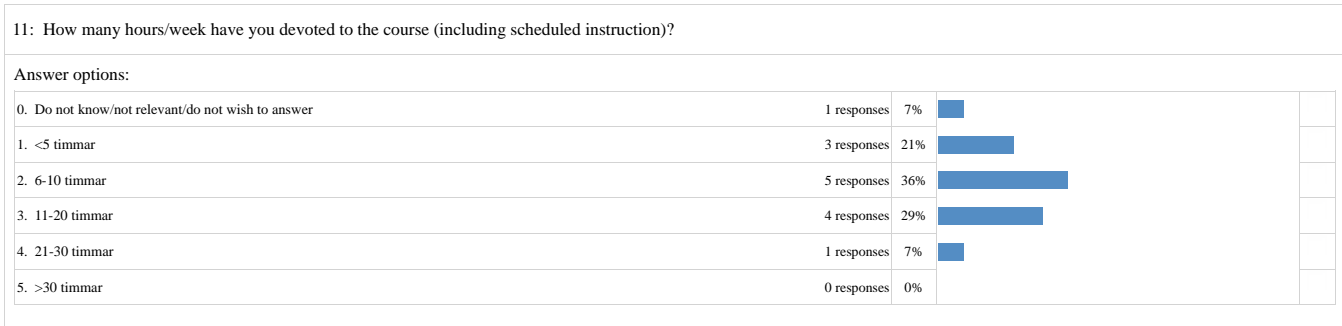 11: How many hours/week have you devoted to the course (including scheduled instruction)?
Answer options:
0. Do not know/not relevant/do not wish to answer 1 responses 7%
1. <5 timmar 3 responses 21%
2. 6-10 timmar 5 responses 36%
3. 11-20 timmar 4 responses 29%
4. 21-30 timmar 1 responses 7%
5. >30 timmar 0 responses 0%